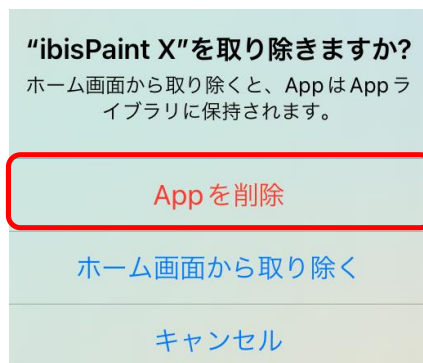 “ibisPaint X”を取り除きますか?
ホーム画面から取り除くと、AppはAppラ
イブラリに保持されます。
Appを削除
ホーム画面から取り除く
キャンセル